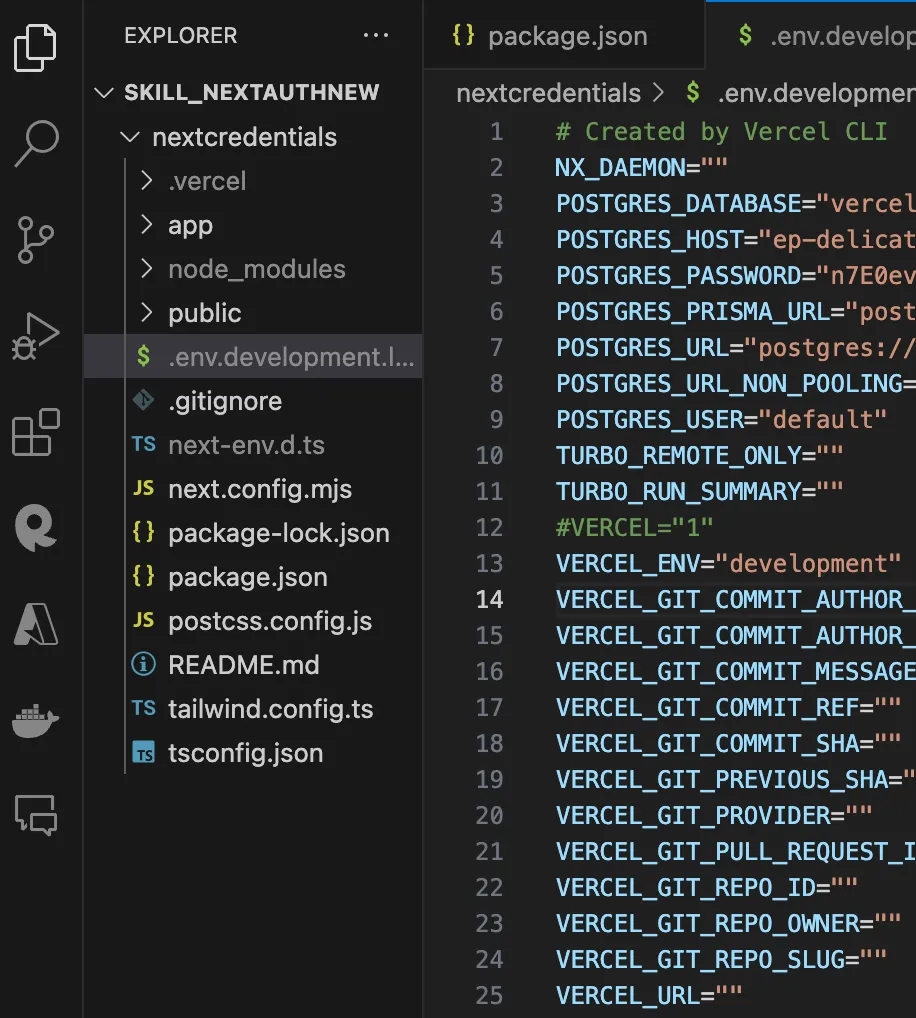 EXPLORER
SKILL_NEXTAUTHNEW
nextcredentials
.vercel
app
node_modules
public
$ .env.development.l...
.gitignore
TS next-env.d.ts
JS next.config.mjs
{} package-lock.json
{} package.json
JS postcss.config.js
README.md
TS tailwind.config.ts
TS tsconfig.json
{} package.json
$ .env.develop
nextcredentials > $ .env.developmen
1 # Created by Vercel CLI
2 NX_DAEMON=""
3 POSTGRES_DATABASE="vercel
4 POSTGRES_HOST="ep-delicat
5 POSTGRES_PASSWORD="n7E0ev
6 POSTGRES_PRISMA_URL="post
7 POSTGRES_URL="postgres://
8 POSTGRES_URL_NON_POOLING=
9 POSTGRES_USER="default"
10 TURBO_REMOTE_ONLY=""
11 TURBO_RUN_SUMMARY=""
12 #VERCEL="1"
13 VERCEL_ENV="development"
14 VERCEL_GIT_COMMIT_AUTHOR_
15 VERCEL_GIT_COMMIT_AUTHOR_
16 VERCEL_GIT_COMMIT_MESSAGE
17 VERCEL_GIT_COMMIT_REF=""
18 VERCEL_GIT_COMMIT_SHA=""
19 VERCEL_GIT_PREVIOUS_SHA="
20 VERCEL_GIT_PROVIDER=""
21 VERCEL_GIT_PULL_REQUEST_I
22 VERCEL_GIT_REPO_ID=""
23 VERCEL_GIT_REPO_OWNER=""
24 VERCEL_GIT_REPO_SLUG=""
25 VERCEL_URL=""